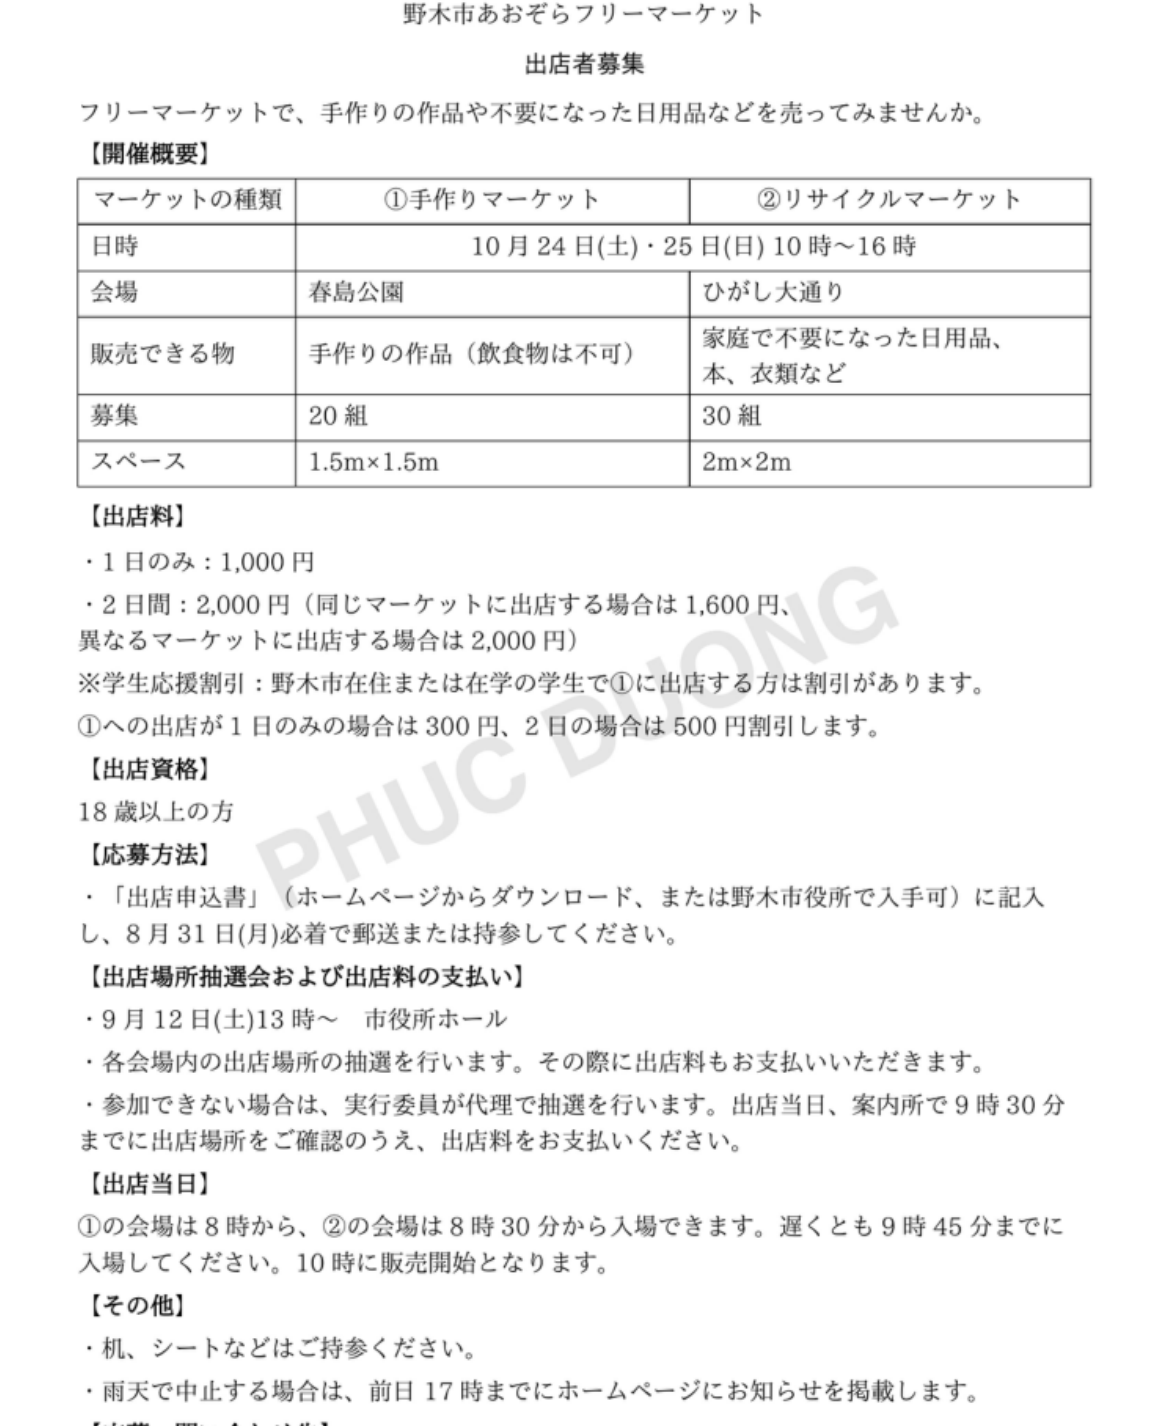 野木市あおぞらフリーマーケット
出店者募集
フリーマーケットで、手作りの作品や不要になった日用品などを売ってみませんか。
【開催概要】
マーケットの種類 ①手作りマーケット ②リサイクルマーケット
日時 10月24日(土)・25日(日) 10時～16時
会場 春島公園 ひがし大通り
販売できる物 手作りの作品（飲食物は不可） 家庭で不要になった日用品、
本、衣類など
募集 20組 30組
スペース 1.5m×1.5m 2m×2m
【出店料】
・1日のみ：1,000円
・2日間：2,000円（同じマーケットに出店する場合は1,600円、
異なるマーケットに出店する場合は2,000円）
※学生応援割引：野木市在住または在学の学生で①に出店する方は割引があります。
①への出店が1日のみの場合は300円、2日の場合は500円割引します。
【出店資格】
18歳以上の方
【応募方法】
・「出店申込書」（ホームページからダウンロード、または野木市役所で入手可）に記入
し、8月31日(月)必着で郵送または持参してください。
【出店場所抽選会および出店料の支払い】
・9月12日(土)13時～　市役所ホール
・各会場内の出店場所の抽選を行います。その際に出店料もお支払いいただきます。
・参加できない場合は、実行委員が代理で抽選を行います。出店当日、案内所で9時30分
までに出店場所をご確認のうえ、出店料をお支払いください。
【出店当日】
①の会場は8時から、②の会場は8時30分から入場できます。遅くとも9時45分までに
入場してください。10時に販売開始となります。
【その他】
・机、シートなどはご持参ください。
・雨天で中止する場合は、前日17時までにホームページにお知らせを掲載します。
PHUC DUONG